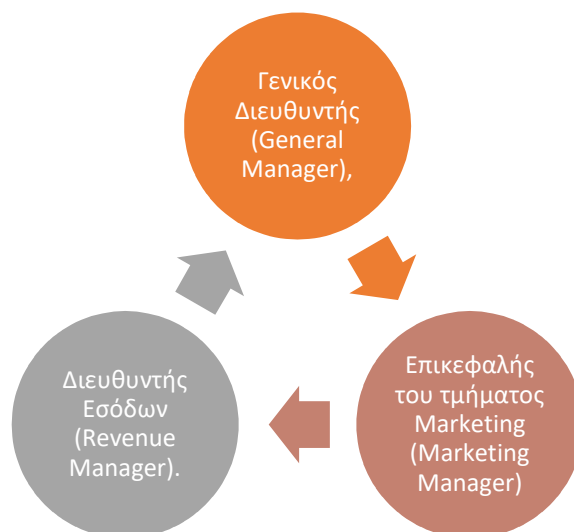 Γενικός
Διευθυντής
(General
Manager),
Επικεφαλής
του τμήματος
Marketing
(Marketing
Manager)
Διευθυντής
Εσόδων
(Revenue
Manager).